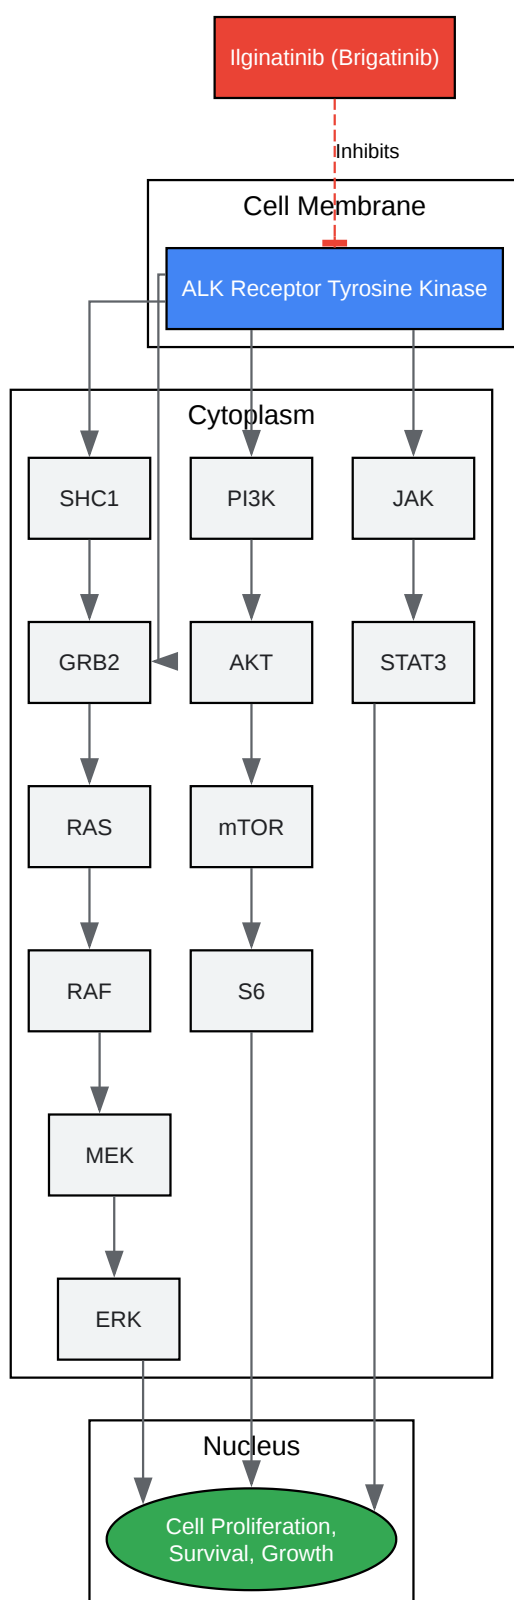 Ilginatinib (Brigatinib)
Inhibits
Cell Membrane
ALK Receptor Tyrosine Kinase
Cytoplasm
SHC1
PI3K
JAK
GRB2
AKT
STAT3
RAS
mTOR
RAF
S6
MEK
ERK
Nucleus
Cell Proliferation,
Survival, Growth